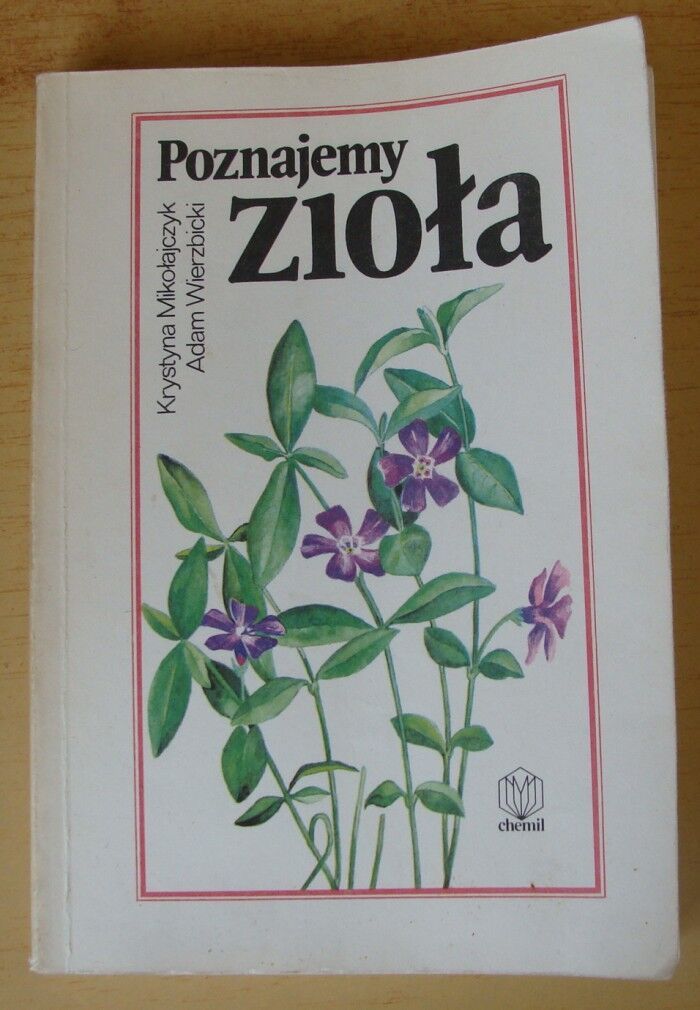 Poznajemy
zioła
Krystyna Mikołajczyk
Adam Wierzbicki
chemil